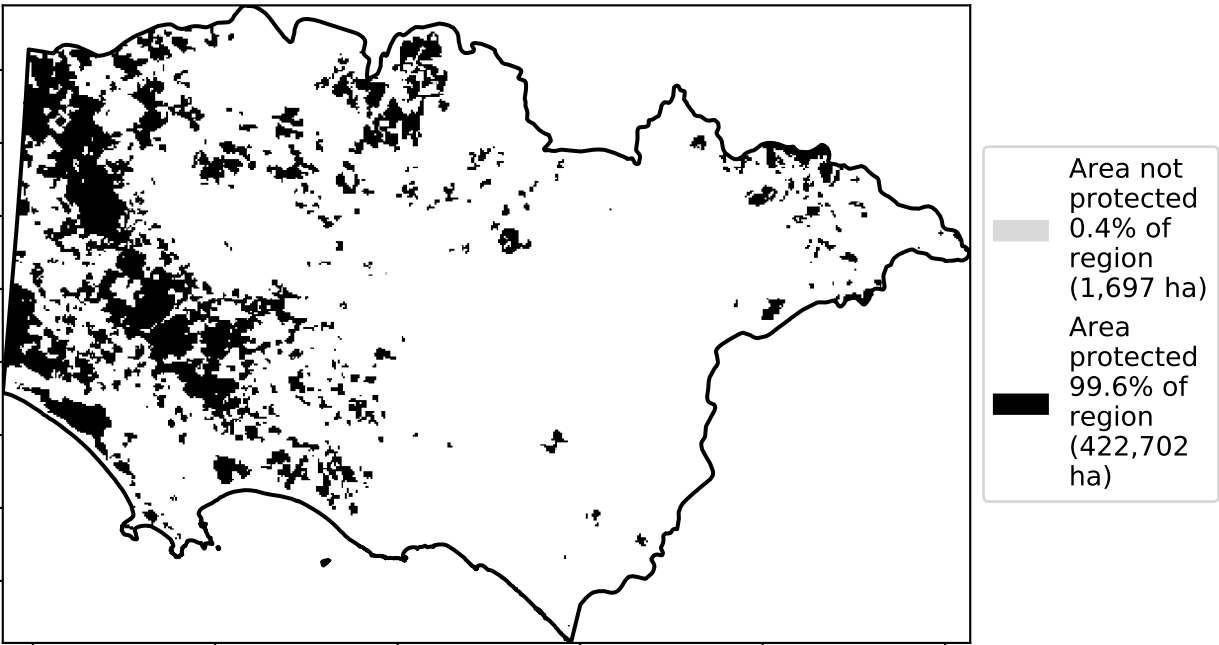 Area not
protected
0.4% of
region
(1,697 ha)
Area
protected
99.6% of
region
(422,702
ha)